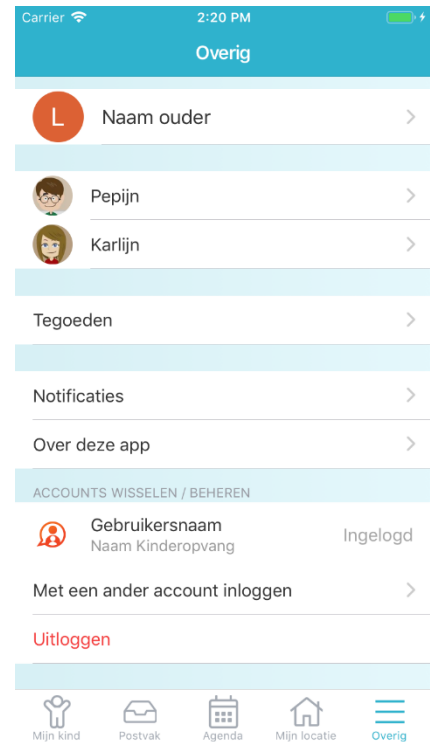 Carrier 2:20 PM
Overig
L Naam ouder
Pepijn
Karlijn
Tegoeden
Notificaties
Over deze app
ACCOUNTS WISSELEN / BEHEREN
Gebruikersnaam
Naam Kinderopvang
Ingelogd
Met een ander account inloggen
Uitloggen
Mijn kind Postvak Agenda Mijn locatie Overig